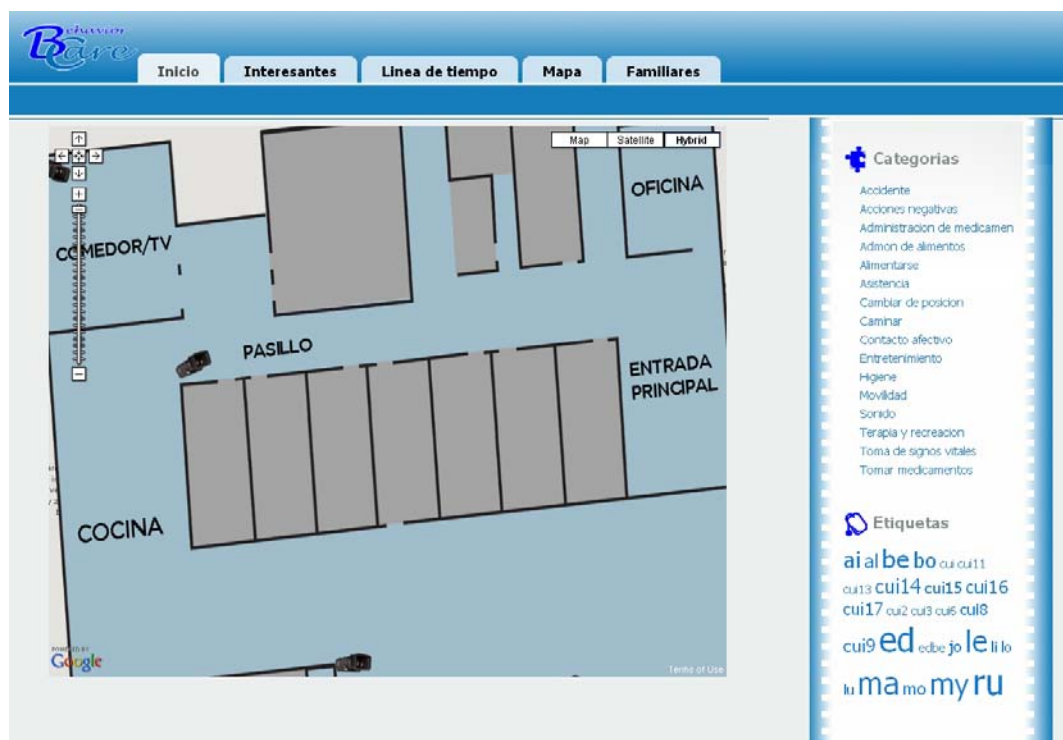 Behavior
Care
Inicio
Interesantes
Linea de tiempo
Mapa
Familiares
Map
Satellite
Hybrid
OFICINA
COMEDOR/TV
PASILLO
ENTRADA
PRINCIPAL
COCINA
POWERED BY
Google
Terms of Use
Categorias
Accidente
Acciones negativas
Administracion de medicamen
Admon de alimentos
Alimentarse
Asistencia
Cambiar de posicion
Caminar
Contacto afectivo
Entretenimiento
Higiene
Movilidad
Sonido
Terapia y recreacion
Toma de signos vitales
Tomar medicamentos
Etiquetas
ai al be bo cui cui11
cui13 cui14 cui15 cui16
cui17 cui2 cui3 cui6 cui8
cui9 ed edbe jo le li lo
lu ma mo my ru